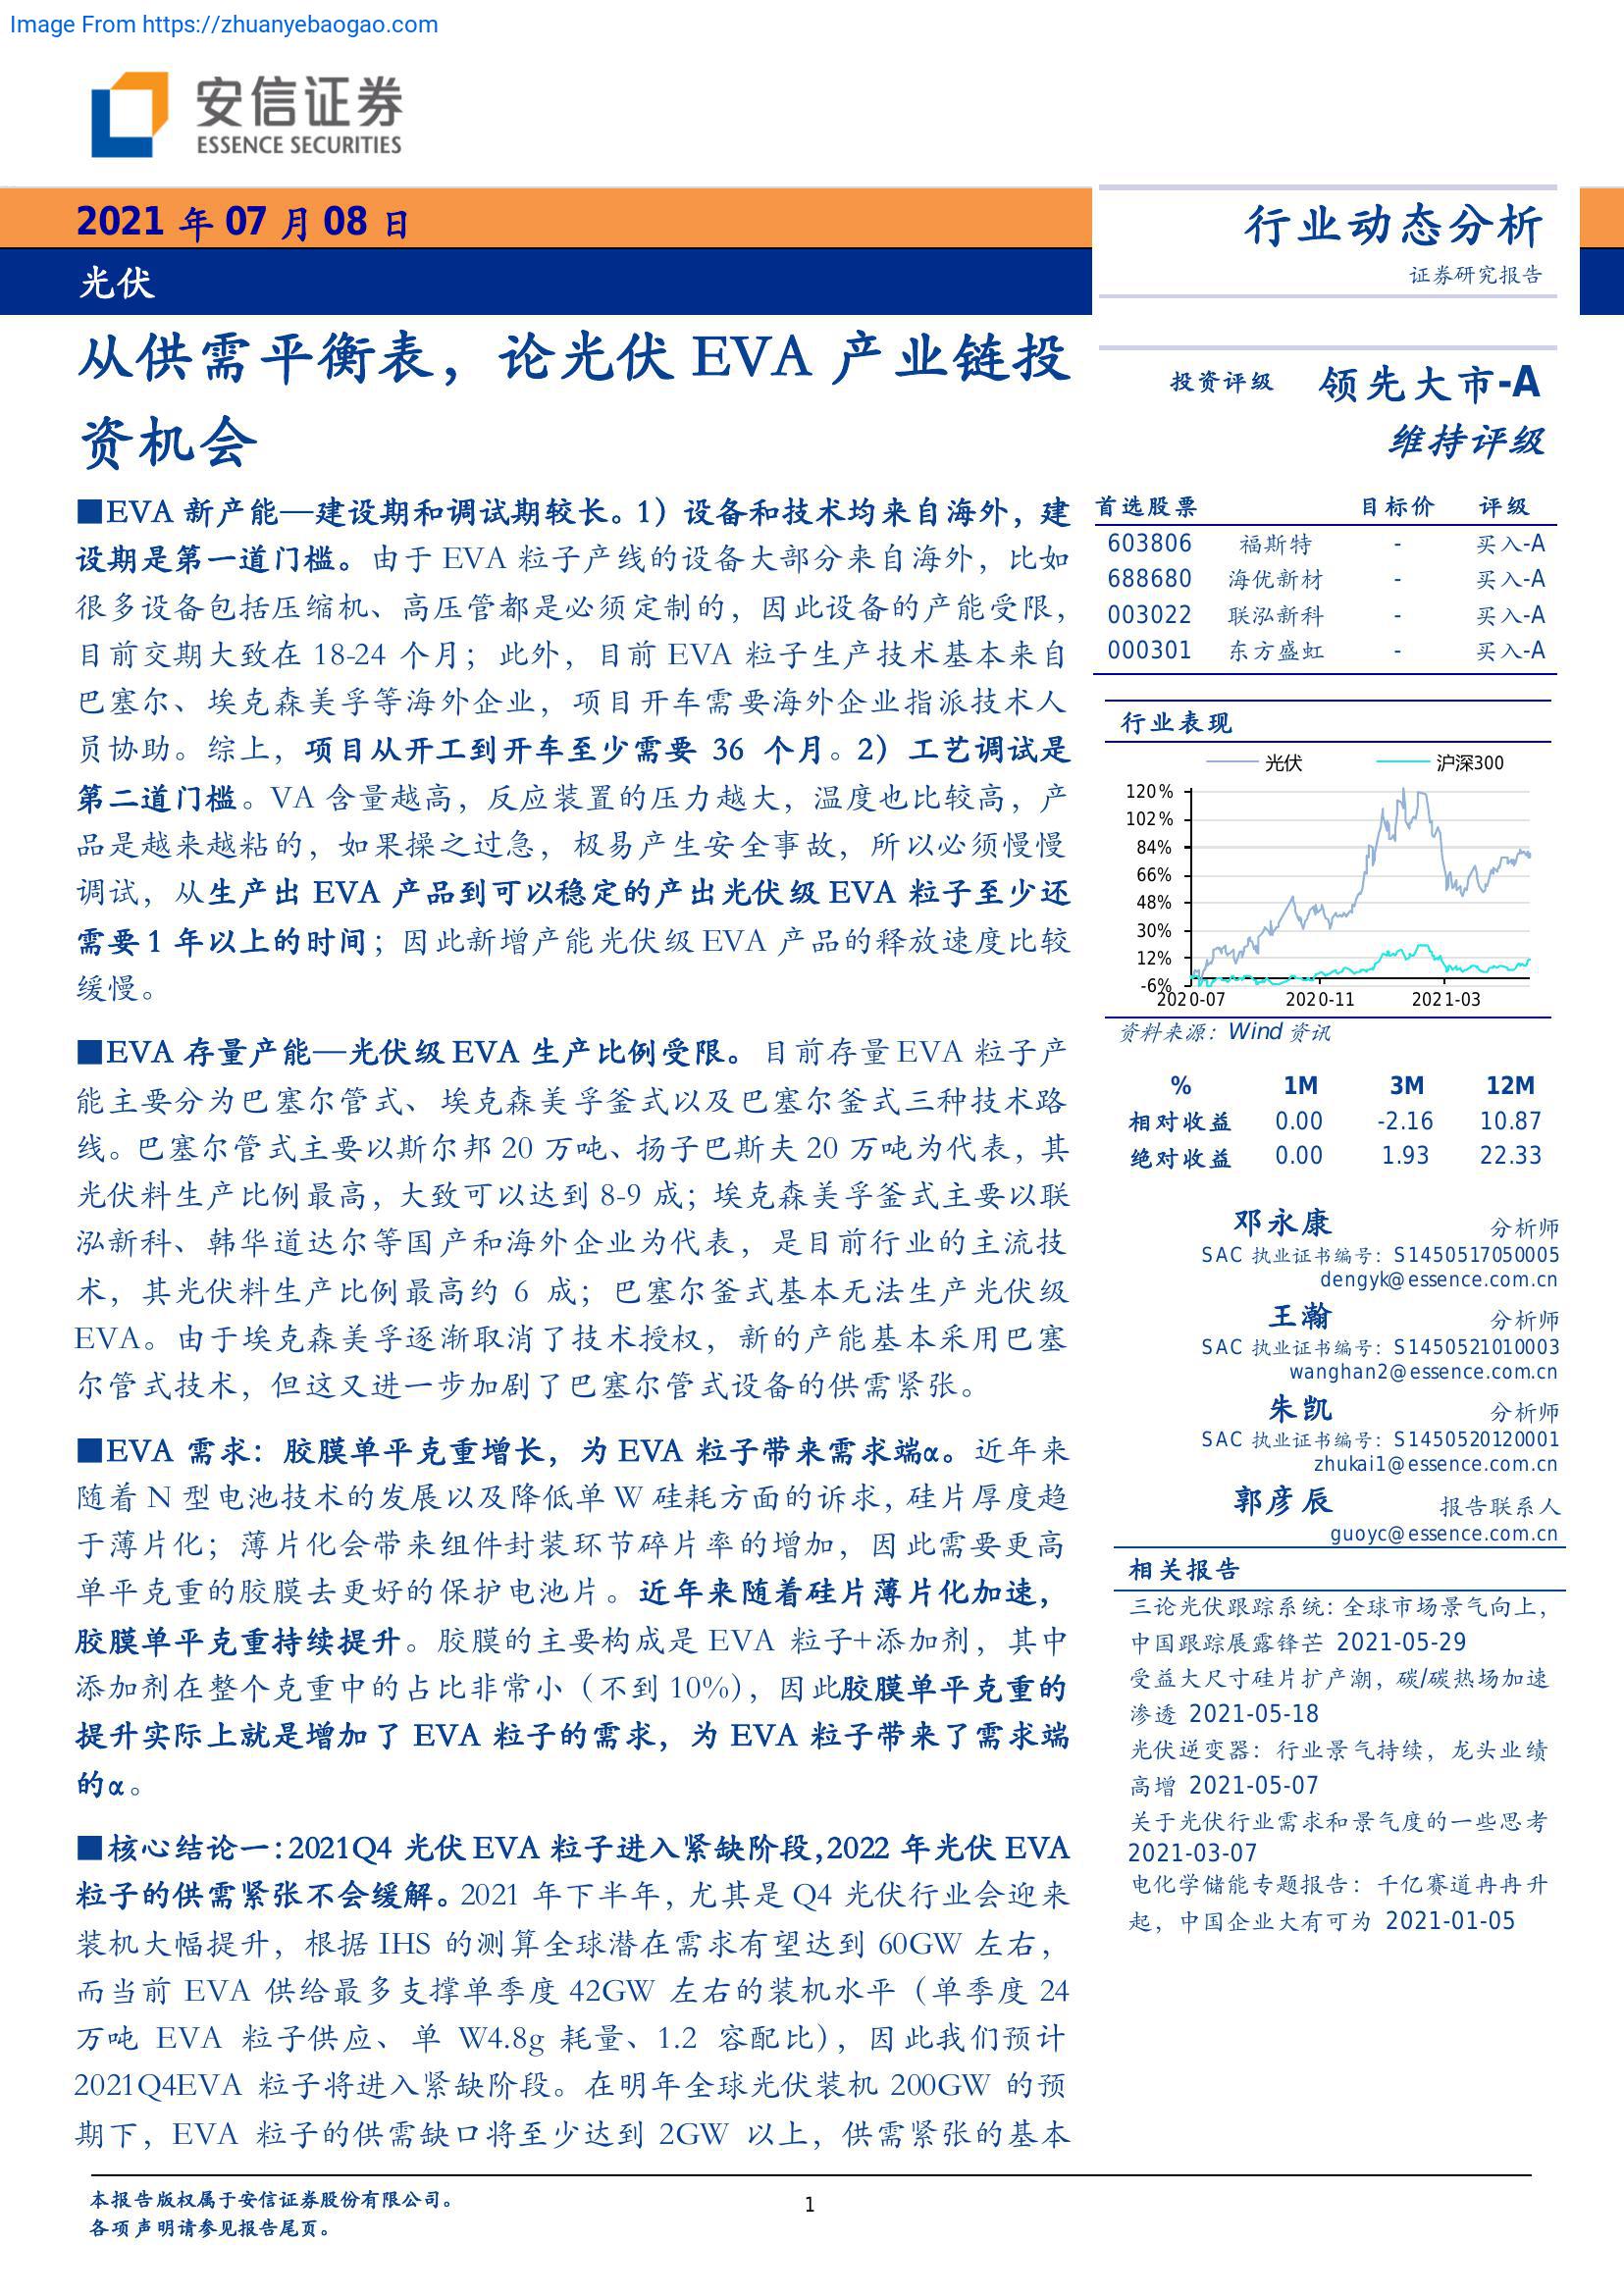 Image From https://zhuanyebaogao.com
安信证券
ESSENCE SECURITIES
2021 年 07 月 08 日
光伏
行业动态分析
证券研究报告
从供需平衡表，论光伏 EVA 产业链投
资机会
■EVA 新产能—建设期和调试期较长。1）设备和技术均来自海外，建
设期是第一道门槛。由于 EVA 粒子产线的设备大部分来自海外，比如
很多设备包括压缩机、高压管都是必须定制的，因此设备的产能受限，
目前交期大致在 18-24 个月；此外，目前 EVA 粒子生产技术基本来自
巴塞尔、埃克森美孚等海外企业，项目开车需要海外企业指派技术人
员协助。综上，项目从开工到开车至少需要 36 个月。2）工艺调试是
第二道门槛。VA 含量越高，反应装置的压力越大，温度也比较高，产
品是越来越粘的，如果操之过急，极易产生安全事故，所以必须慢慢
调试，从生产出 EVA 产品到可以稳定的产出光伏级 EVA 粒子至少还
需要 1 年以上的时间；因此新增产能光伏级 EVA 产品的释放速度比较
缓慢。
■EVA 存量产能—光伏级 EVA 生产比例受限。目前存量 EVA 粒子产
能主要分为巴塞尔管式、埃克森美孚釜式以及巴塞尔釜式三种技术路
线。巴塞尔管式主要以斯尔邦 20 万吨、扬子巴斯夫 20 万吨为代表，其
光伏料生产比例最高，大致可以达到 8-9 成；埃克森美孚釜式主要以联
泓新科、韩华道达尔等国产和海外企业为代表，是目前行业的主流技
术，其光伏料生产比例最高约 6 成；巴塞尔釜式基本无法生产光伏级
EVA。由于埃克森美孚逐渐取消了技术授权，新的产能基本采用巴塞
尔管式技术，但这又进一步加剧了巴塞尔管式设备的供需紧张。
■EVA 需求：胶膜单平克重增长，为 EVA 粒子带来需求端α。近年来
随着 N 型电池技术的发展以及降低单 W 硅耗方面的诉求，硅片厚度趋
于薄片化；薄片化会带来组件封装环节碎片率的增加，因此需要更高
单平克重的胶膜去更好的保护电池片。近年来随着硅片薄片化加速，
胶膜单平克重持续提升。胶膜的主要构成是 EVA 粒子+添加剂，其中
添加剂在整个克重中的占比非常小（不到 10%），因此胶膜单平克重的
提升实际上就是增加了 EVA 粒子的需求，为 EVA 粒子带来了需求端
的α。
■核心结论一：2021Q4 光伏 EVA 粒子进入紧缺阶段,2022 年光伏 EVA
粒子的供需紧张不会缓解。2021 年下半年，尤其是 Q4 光伏行业会迎来
装机大幅提升，根据 IHS 的测算全球潜在需求有望达到 60GW 左右，
而当前 EVA 供给最多支撑单季度 42GW 左右的装机水平（单季度 24
万吨 EVA 粒子供应、单 W4.8g 耗量、1.2 容配比），因此我们预计
2021Q4EVA 粒子将进入紧缺阶段。在明年全球光伏装机 200GW 的预
期下，EVA 粒子的供需缺口将至少达到 2GW 以上，供需紧张的基本
投资评级 领先大市-A
维持评级
首选股票 目标价 评级
603806 福斯特 - 买入-A
688680 海优新材 - 买入-A
003022 联泓新科 - 买入-A
000301 东方盛虹 - 买入-A
行业表现
光伏 沪深300
120%
102%
84%
66%
48%
30%
12%
-6%
2020-07 2020-11 2021-03
资料来源：Wind 资讯
% 1M 3M 12M
相对收益 0.00 -2.16 10.87
绝对收益 0.00 1.93 22.33
邓永康 分析师
SAC 执业证书编号：S1450517050005
dengyk@essence.com.cn
王瀚 分析师
SAC 执业证书编号：S1450521010003
wanghan2@essence.com.cn
朱凯 分析师
SAC 执业证书编号：S1450520120001
zhukai1@essence.com.cn
郭彦辰 报告联系人
guoyc@essence.com.cn
相关报告
三论光伏跟踪系统：全球市场景气向上，
中国跟踪展露锋芒 2021-05-29
受益大尺寸硅片扩产潮，碳/碳热场加速
渗透 2021-05-18
光伏逆变器：行业景气持续，龙头业绩
高增 2021-05-07
关于光伏行业需求和景气度的一些思考
2021-03-07
电化学储能专题报告：千亿赛道冉冉升
起，中国企业大有可为 2021-01-05
本报告版权属于安信证券股份有限公司。
各项声明请参见报告尾页。
1